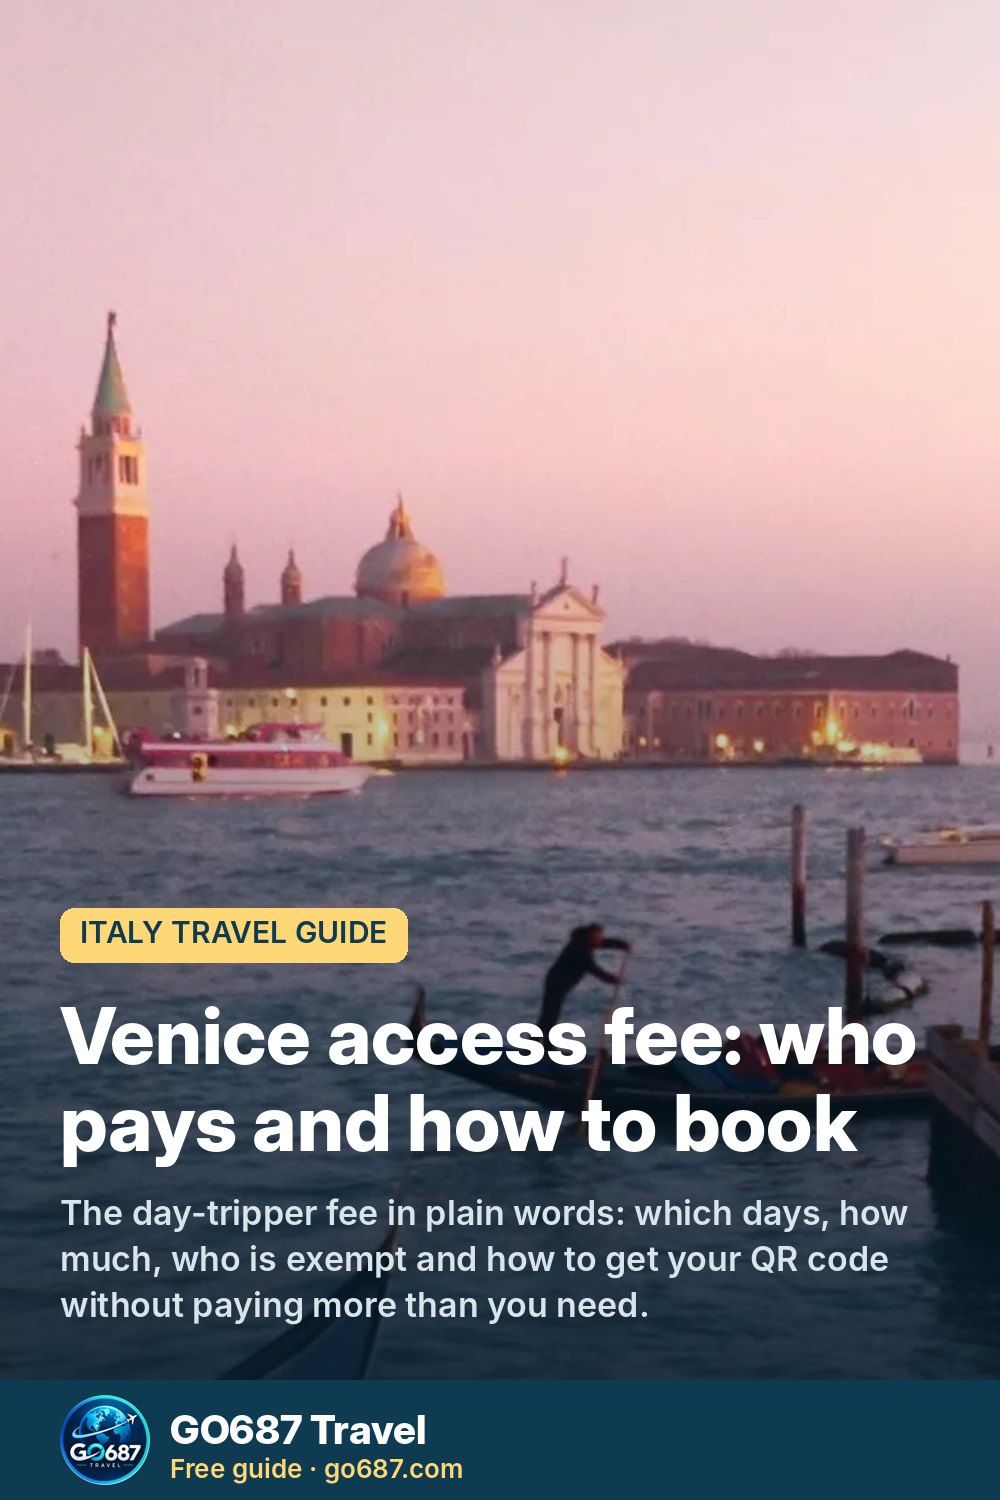 ITALY TRAVEL GUIDE
Venice access fee: who
pays and how to book
The day-tripper fee in plain words: which days, how
much, who is exempt and how to get your QR code
without paying more than you need.
GO687
TRAVEL
GO687 Travel
Free guide · go687.com